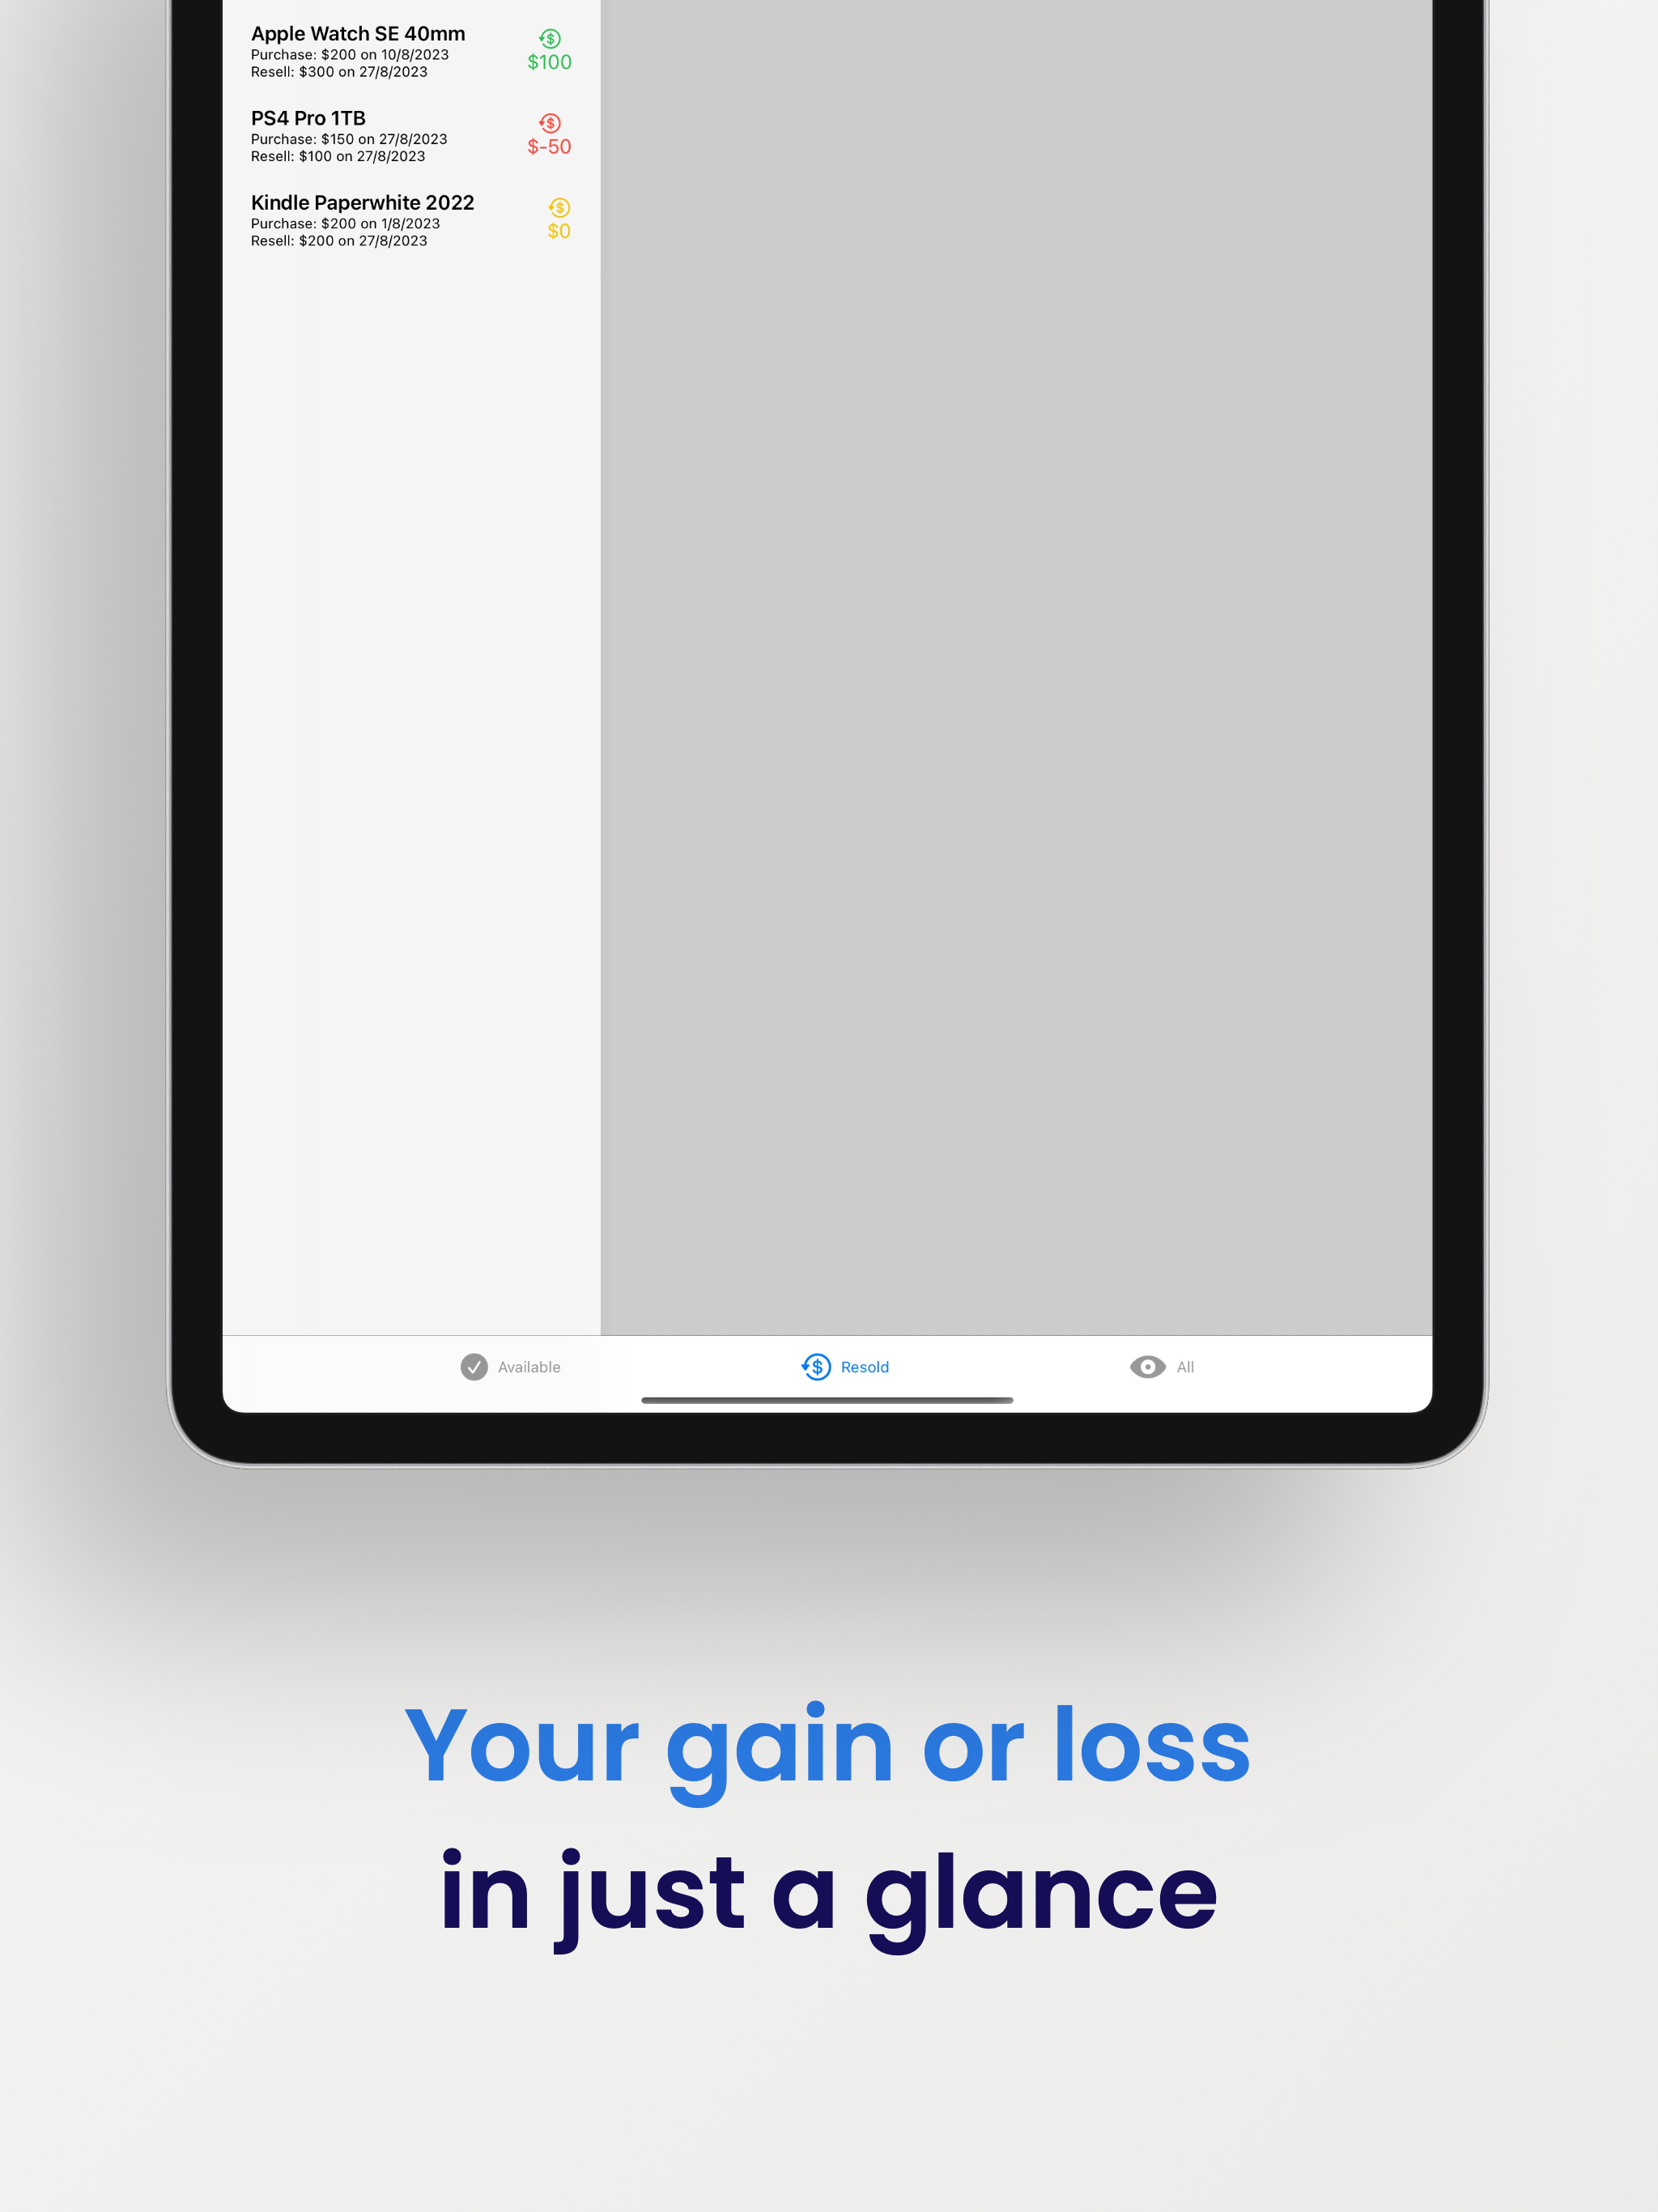 Apple Watch SE 40mm
Purchase: $200 on 10/8/2023
Resell: $300 on 27/8/2023
$100
PS4 Pro 1TB
Purchase: $150 on 27/8/2023
Resell: $100 on 27/8/2023
$-50
Kindle Paperwhite 2022
Purchase: $200 on 1/8/2023
Resell: $200 on 27/8/2023
$0
Available
Resold
All
Your gain or loss
in just a glance